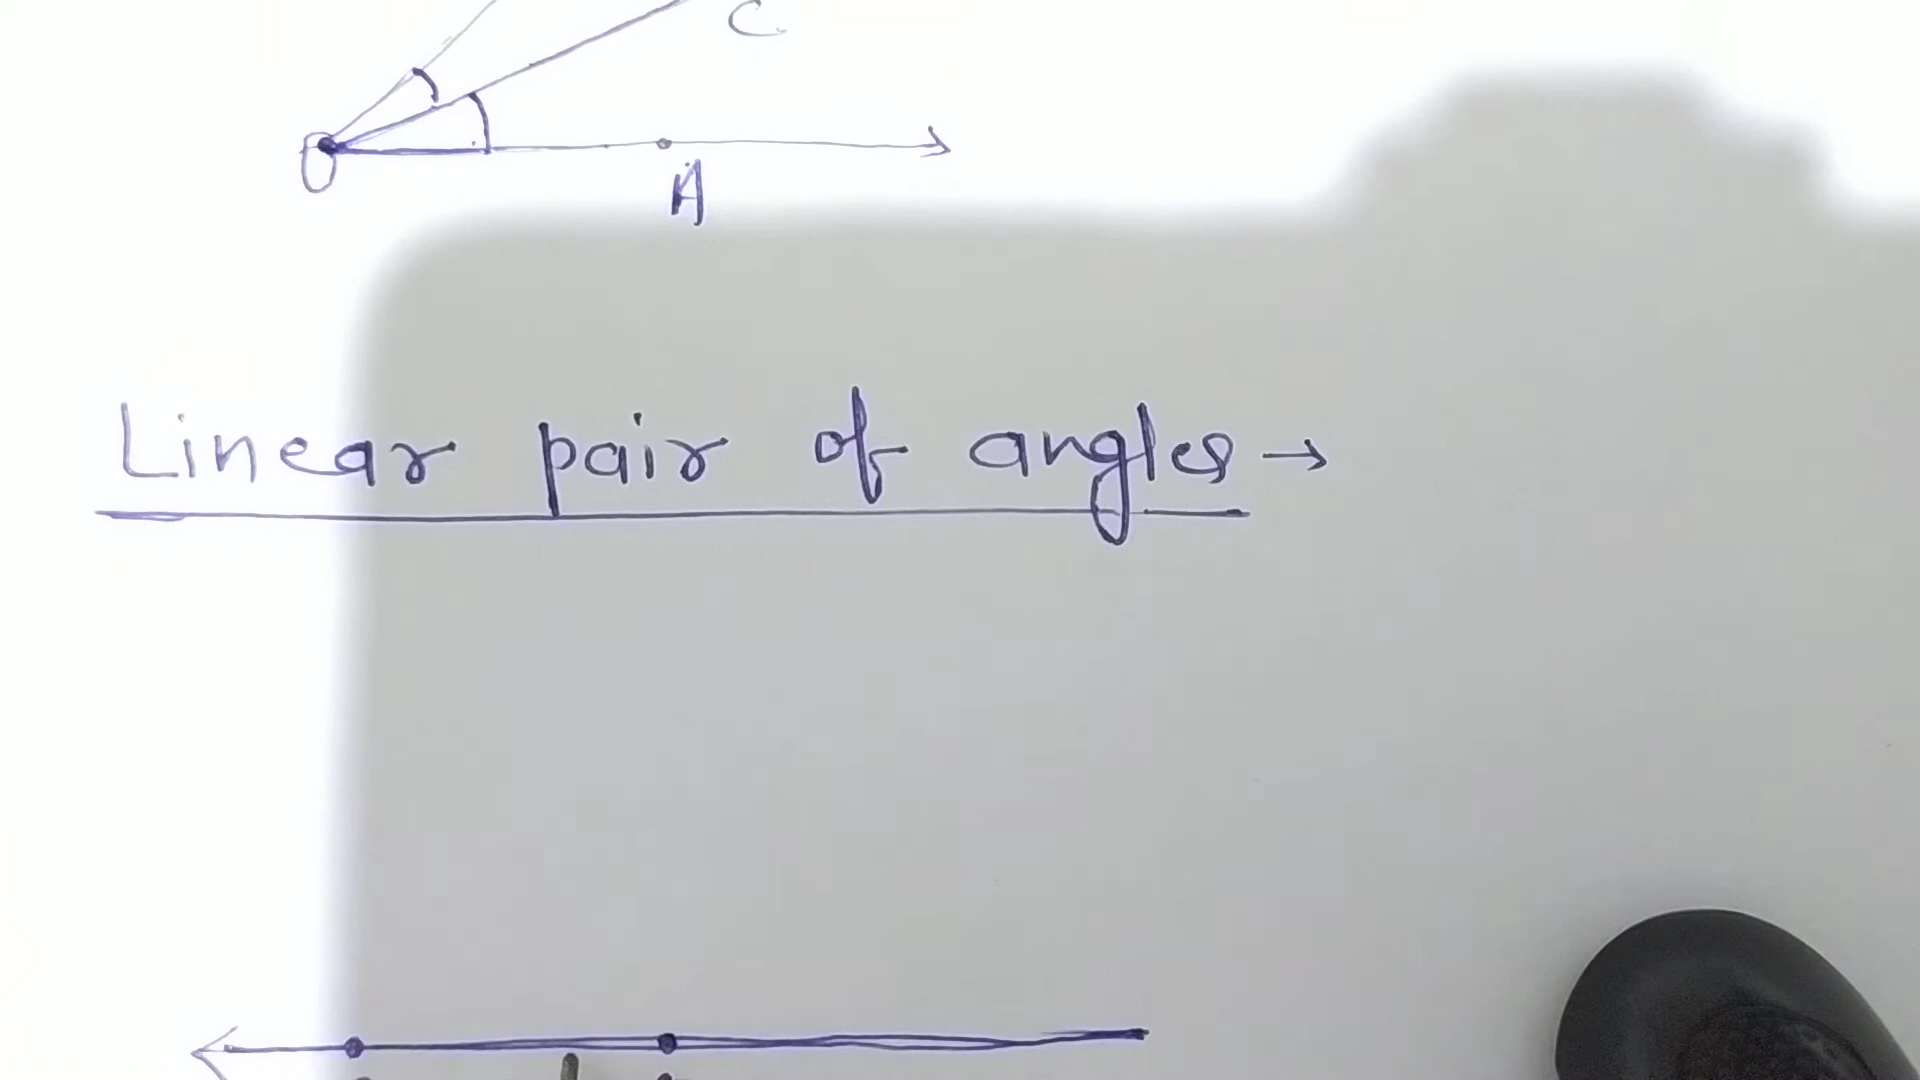 C
O
A
Linear pair of angles →